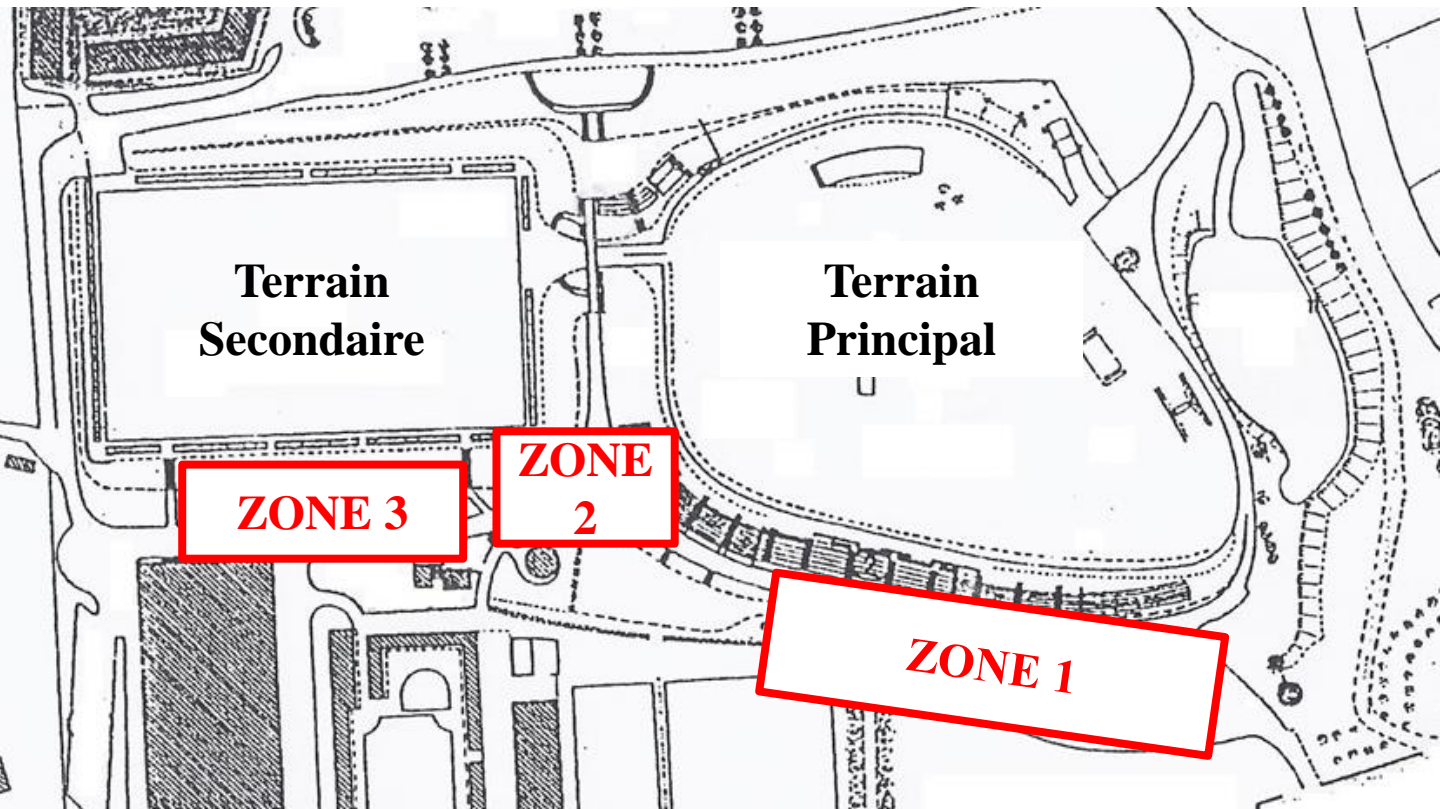 Terrain
Secondaire
Terrain
Principal
ZONE
2
ZONE 3
ZONE 1